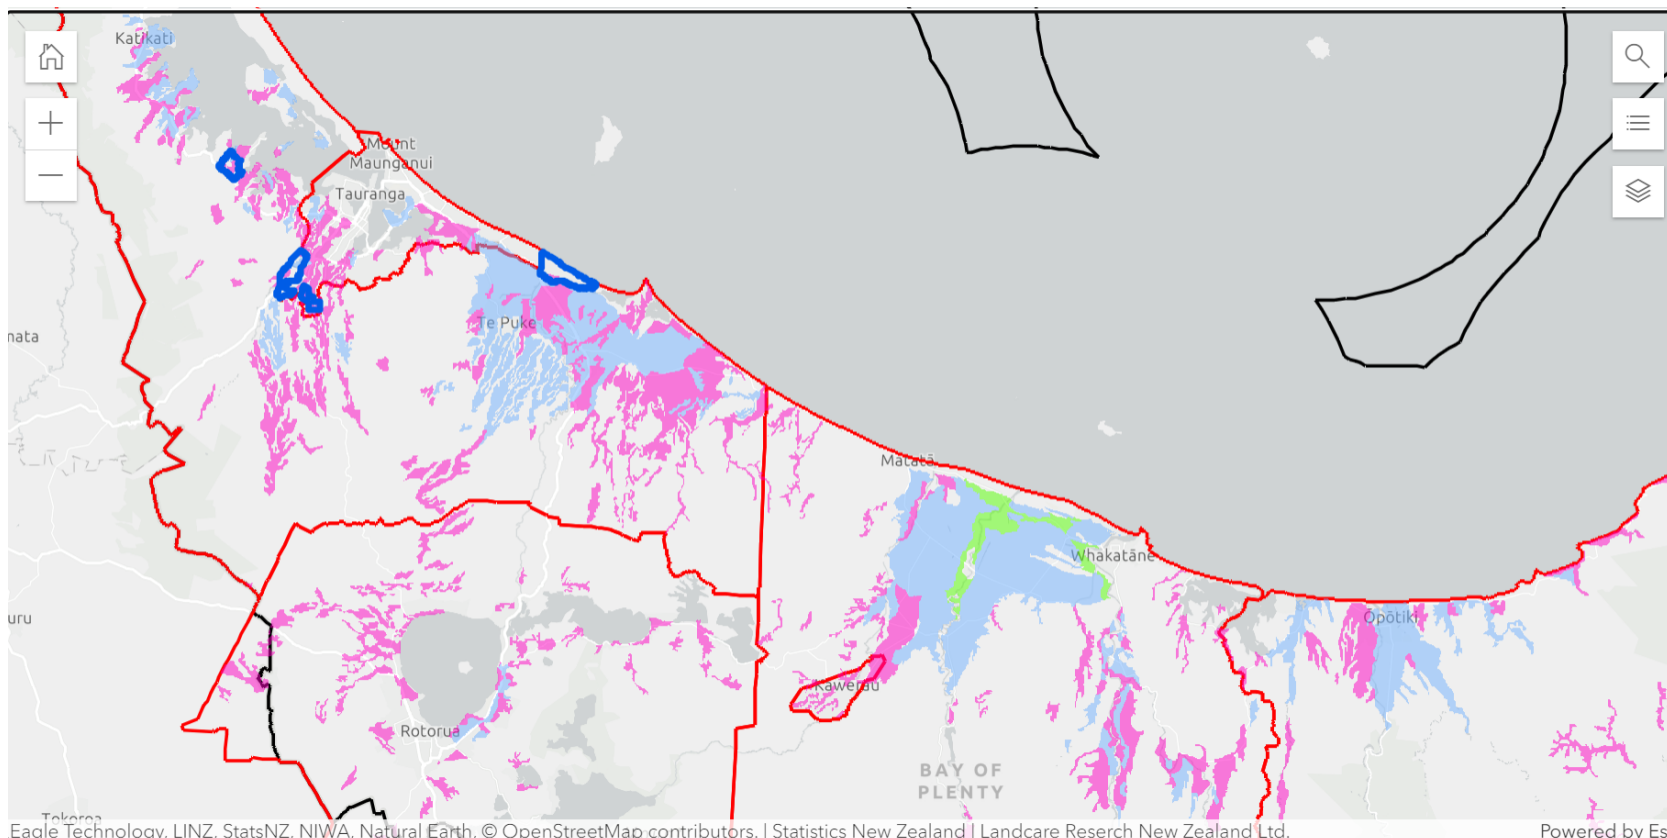 Katikati
Mount
Maunganui
Tauranga
nata
Te Puke
Matatā
Whakatāne
uru
Ōpōtiki
Kawerau
Rotorua
BAY OF
PLENTY
Tokoroa
Eagle Technology, LINZ, StatsNZ, NIWA, Natural Earth, © OpenStreetMap contributors. | Statistics New Zealand | Landcare Reserch New Zealand Ltd.
Powered by Es